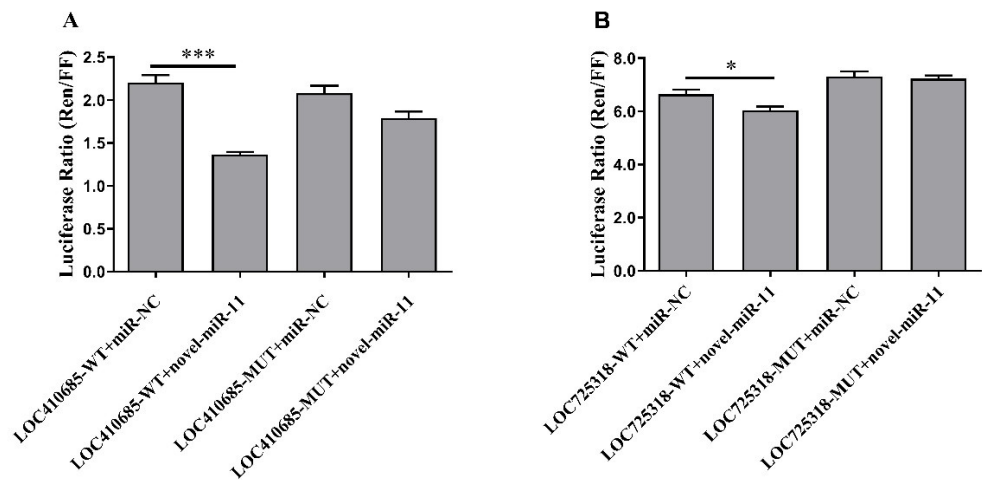 A
***
Luciferase Ratio (Ren/FF)
2.5
2.0
1.5
1.0
0.5
0.0
LOC410685-WT+miR-NC
LOC410685-WT+novel-miR-11
LOC410685-MUT+miR-NC
LOC410685-MUT+novel-miR-11
B
*
Luciferase Ratio (Ren/FF)
8.0
6.0
4.0
2.0
0.0
LOC725318-WT+miR-NC
LOC725318-WT+novel-miR-11
LOC725318-MUT+miR-NC
LOC725318-MUT+novel-miR-11